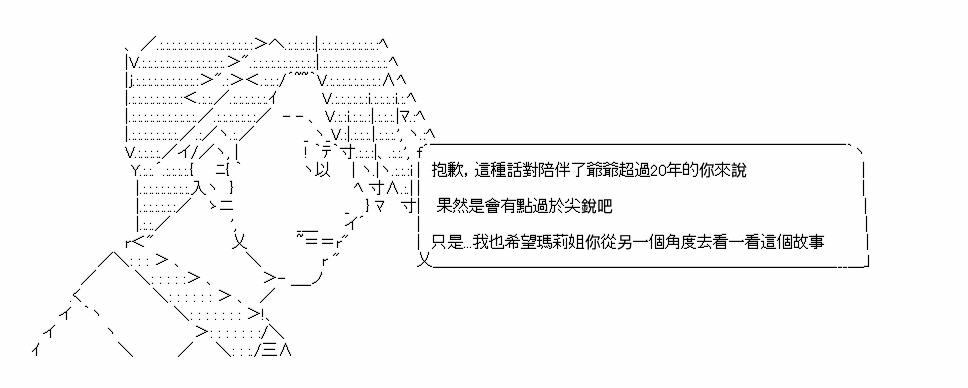 抱歉, 這種話對陪伴了爺爺超過20年的你來說
果然是會有點過於尖銳吧
只是...我也希望瑪莉姐你從另一個角度去看一看這個故事